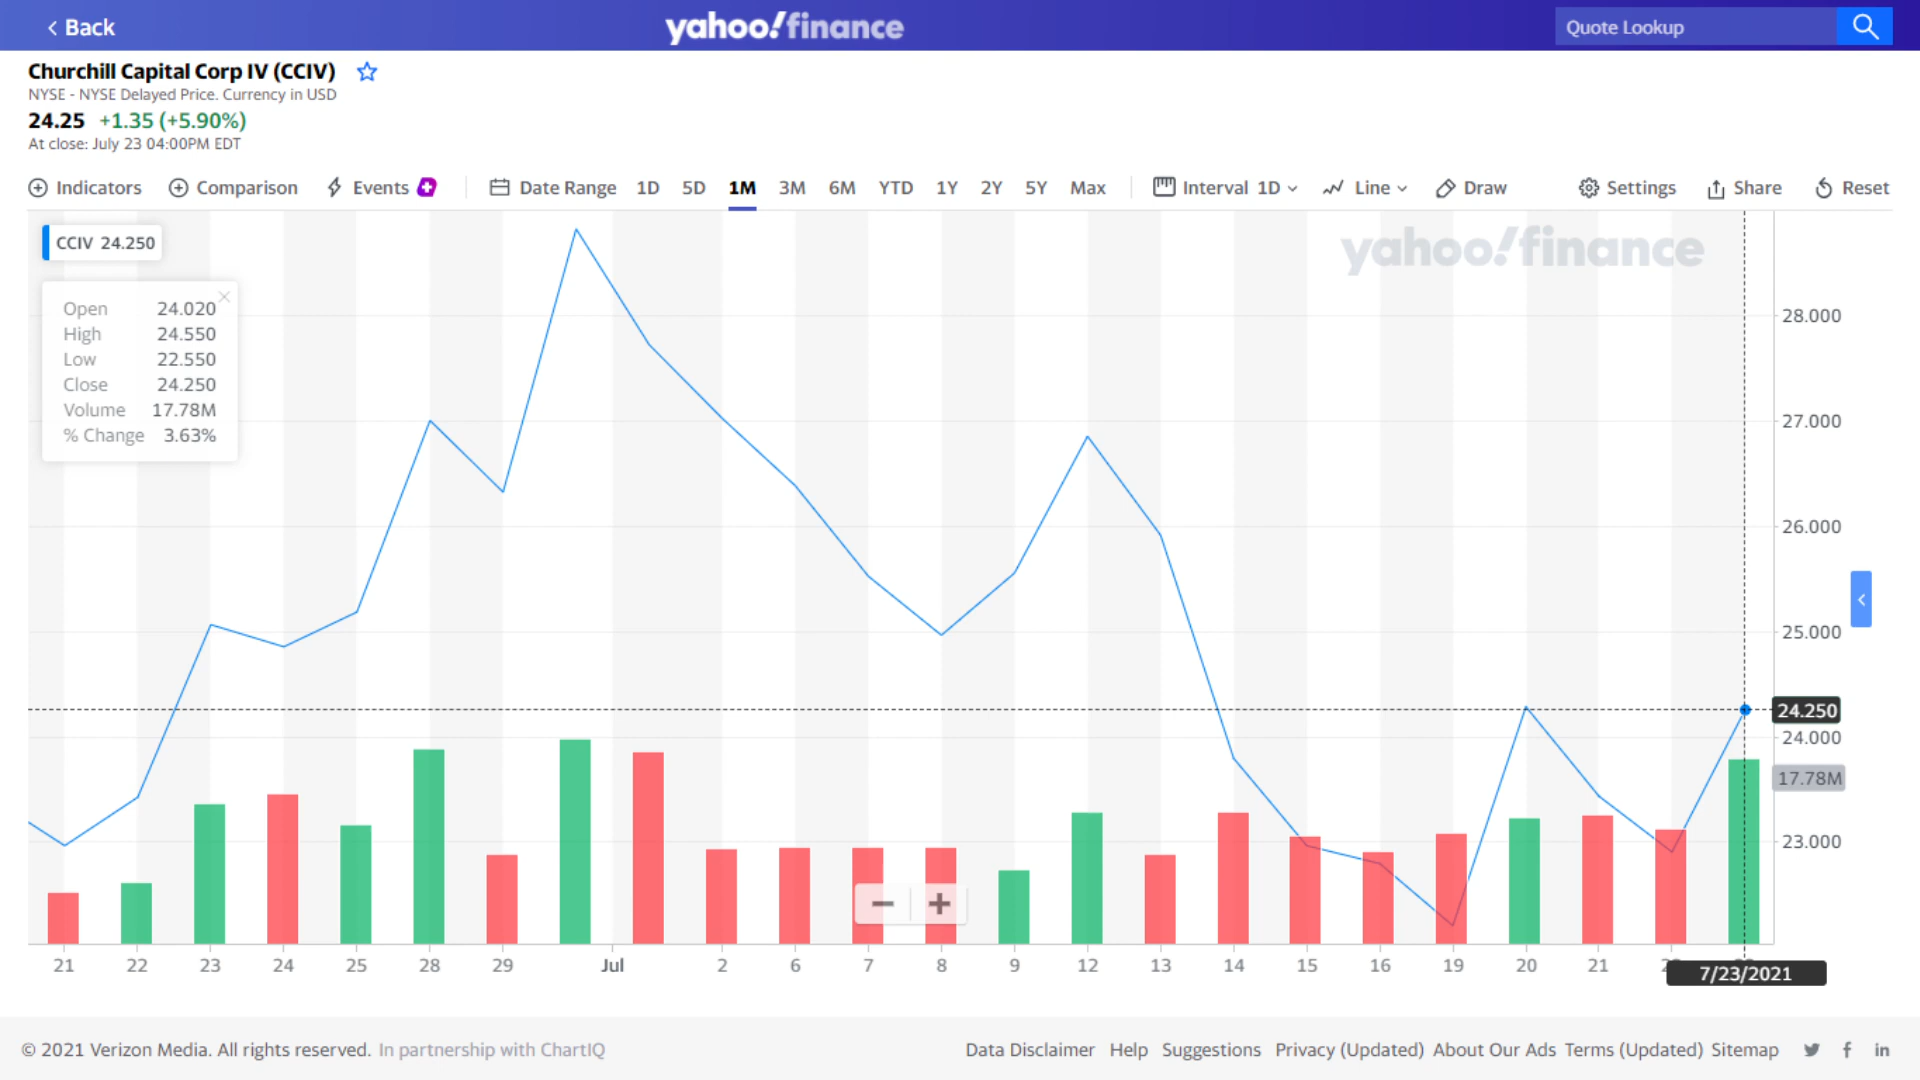 Back
yahoo!finance
Quote Lookup
Churchill Capital Corp IV (CCIV)
NYSE - NYSE Delayed Price. Currency in USD
24.25 +1.35 (+5.90%)
At close: July 23 04:00PM EDT
Indicators Comparison Events Date Range 1D 5D 1M 3M 6M YTD 1Y 2Y 5Y Max Interval 1D Line Draw Settings Share Reset
CCIV 24.250
yahoo!finance
Open 24.020
High 24.550
Low 22.550
Close 24.250
Volume 17.78M
% Change 3.63%
28.000
27.000
26.000
25.000
24.250
24.000
17.78M
23.000
21 22 23 24 25 28 29 Jul 2 6 7 8 9 12 13 14 15 16 19 20 21
7/23/2021
© 2021 Verizon Media. All rights reserved. In partnership with ChartIQ
Data Disclaimer Help Suggestions Privacy (Updated) About Our Ads Terms (Updated) Sitemap